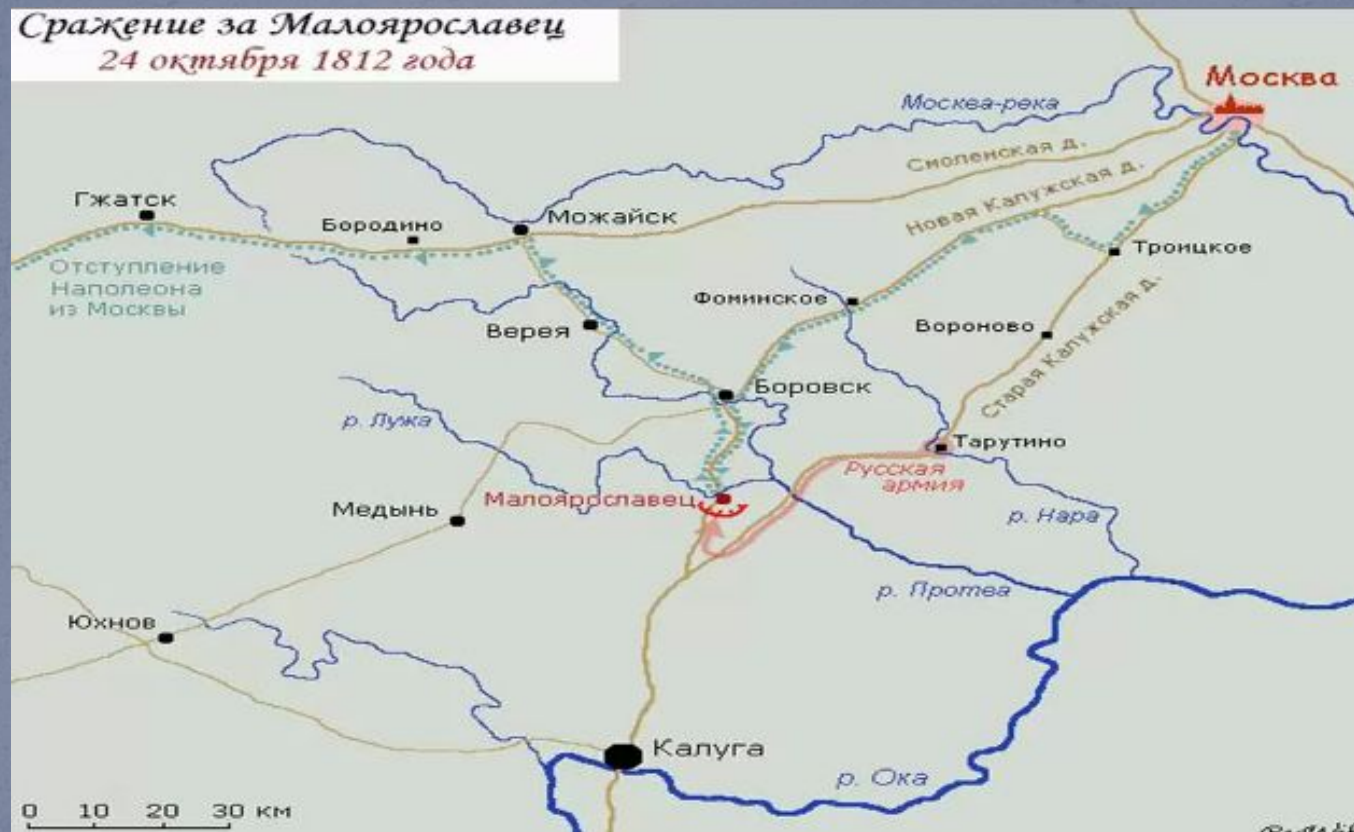 Сражение за Малоярославец
24 октября 1812 года
Москва
Москва-река
Смоленская д.
Новая Калужская д.
Гжатск
Бородино
Можайск
Троицкое
Отступление
Наполеона
из Москвы
Фоминское
Вороново
Верея
Старая Калужская д.
Боровск
р. Лужа
Тарутино
Русская
армия
Малоярославец
Медынь
р. Нара
р. Протва
Юхнов
Калуга
р. Ока
0 10 20 30 км